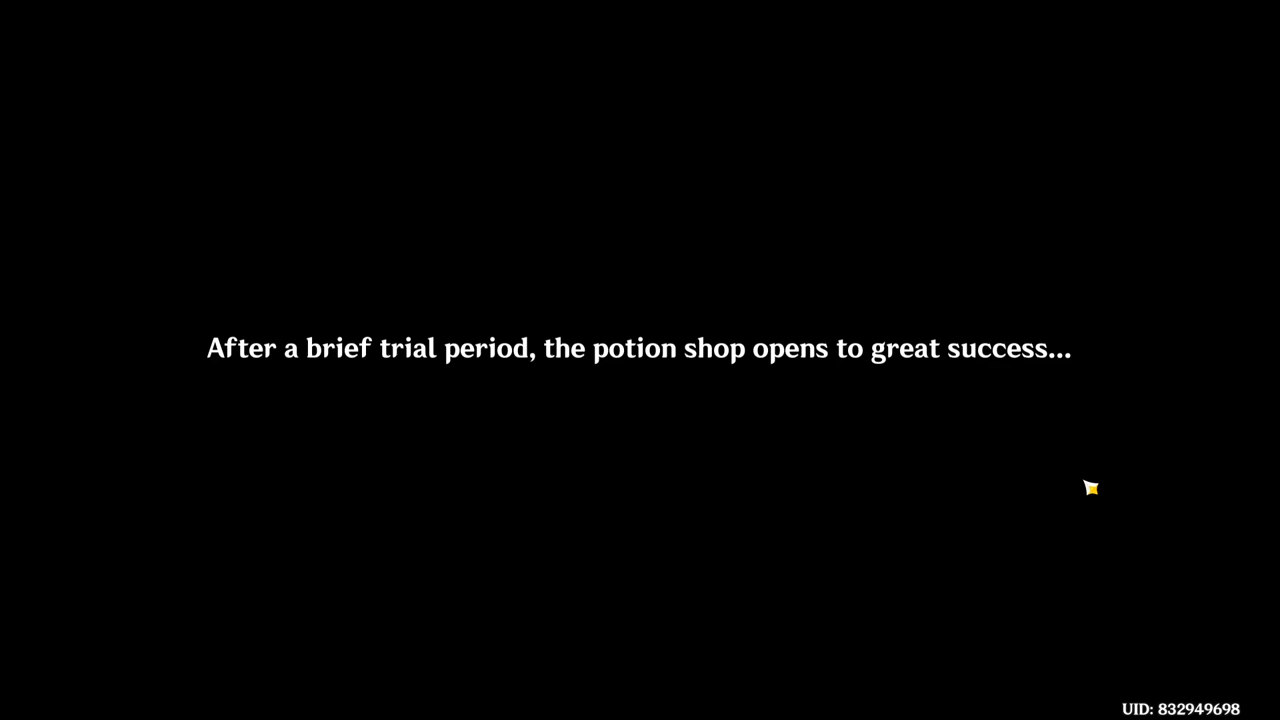 After a brief trial period, the potion shop opens to great success...
UID: 832949698